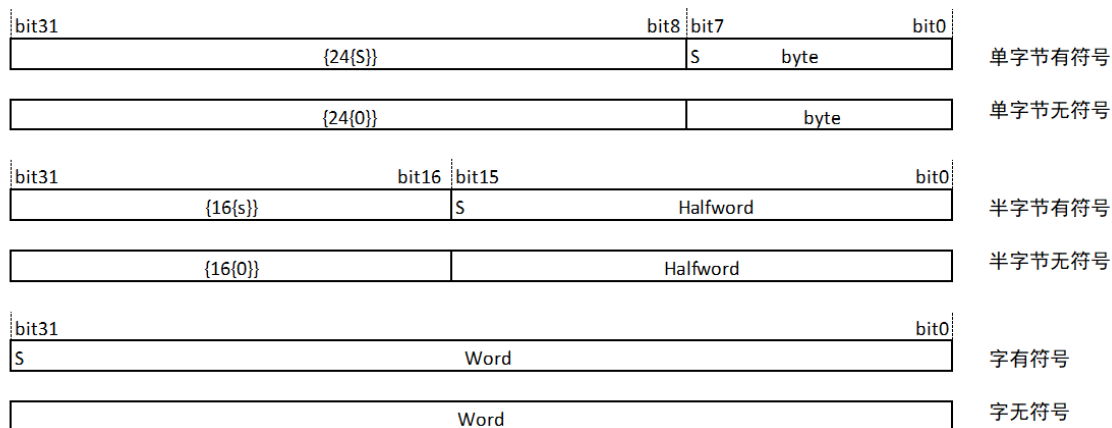 bit31 bit8 bit7 bit0
{24{S}} S byte 单字节有符号
{24{0}} byte 单字节无符号
bit31 bit16 bit15 bit0
{16{s}} S Halfword 半字节有符号
{16{0}} Halfword 半字节无符号
bit31 bit0
S Word 字有符号
Word 字无符号